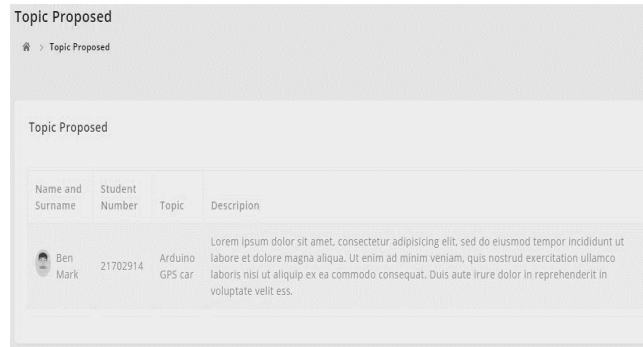 Topic Proposed
> Topic Proposed
Topic Proposed
Name and Surname
Student Number
Topic
Descripion
Ben Mark
21702914
Arduino GPS car
Lorem ipsum dolor sit amet, consectetur adipisicing elit, sed do eiusmod tempor incididunt ut
labore et dolore magna aliqua. Ut enim ad minim veniam, quis nostrud exercitation ullamco
laboris nisi ut aliquip ex ea commodo consequat. Duis aute irure dolor in reprehenderit in
voluptate velit ess.